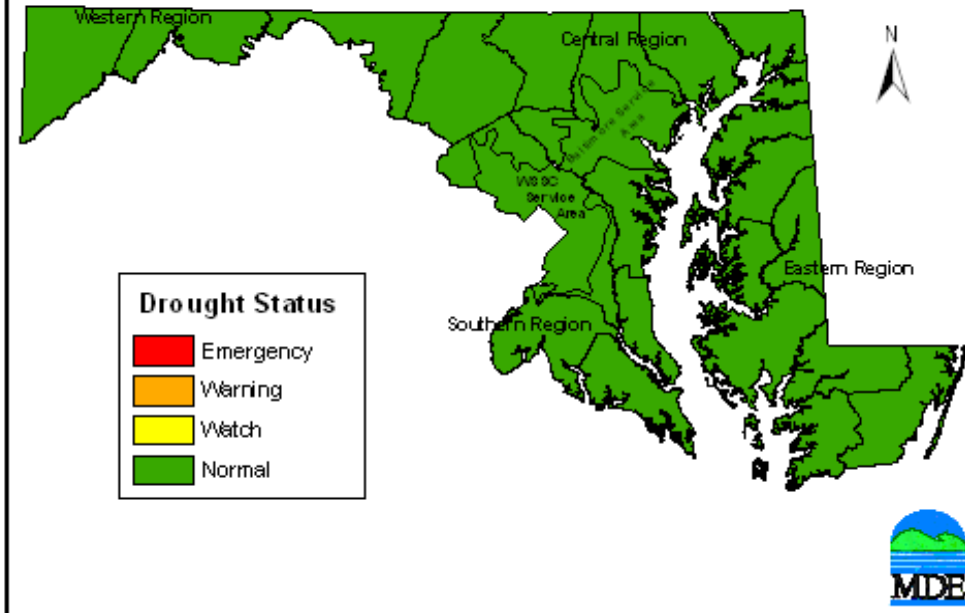 Western Region
Central Region
N
Baltimore Service
Area
WSSC
Service
Area
Eastern Region
Southern Region
Drought Status
Emergency
Warning
Watch
Normal
MDE